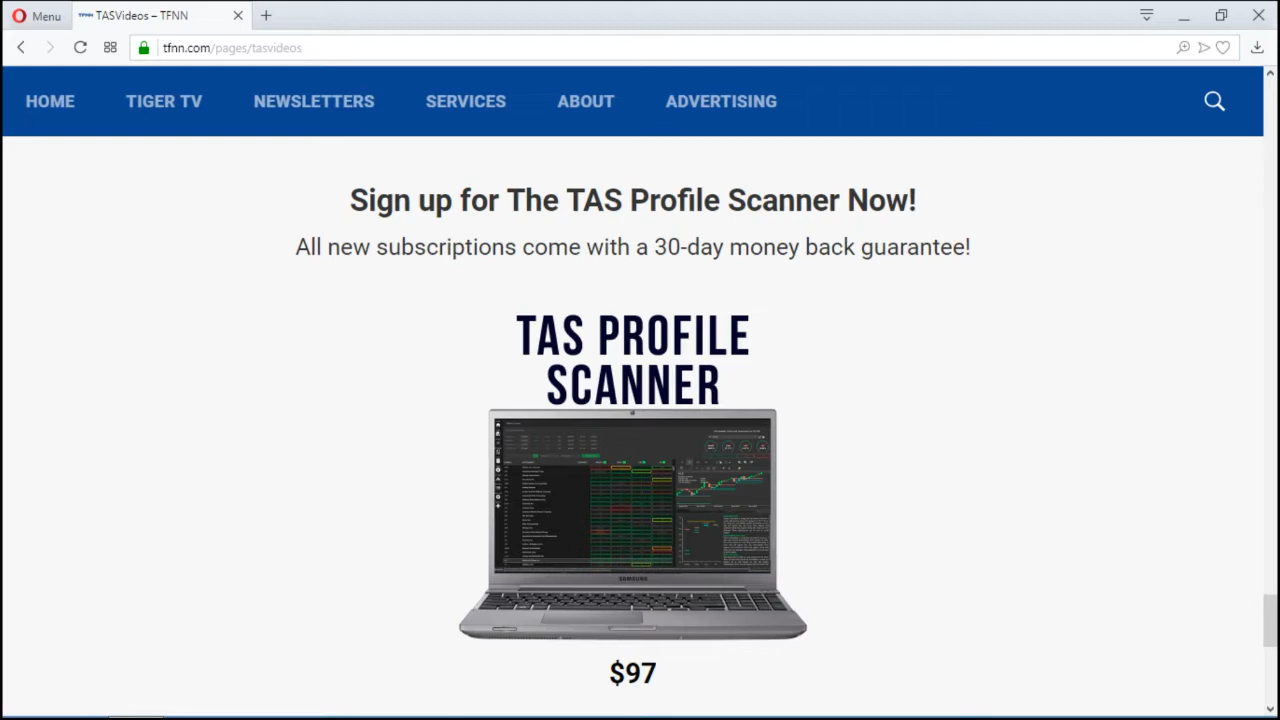 Menu
TFNN TASVideos – TFNN
tfnn.com/pages/tasvideos
HOME TIGER TV NEWSLETTERS SERVICES ABOUT ADVERTISING
Sign up for The TAS Profile Scanner Now!
All new subscriptions come with a 30-day money back guarantee!
TAS PROFILE
SCANNER
SAMSUNG
$97